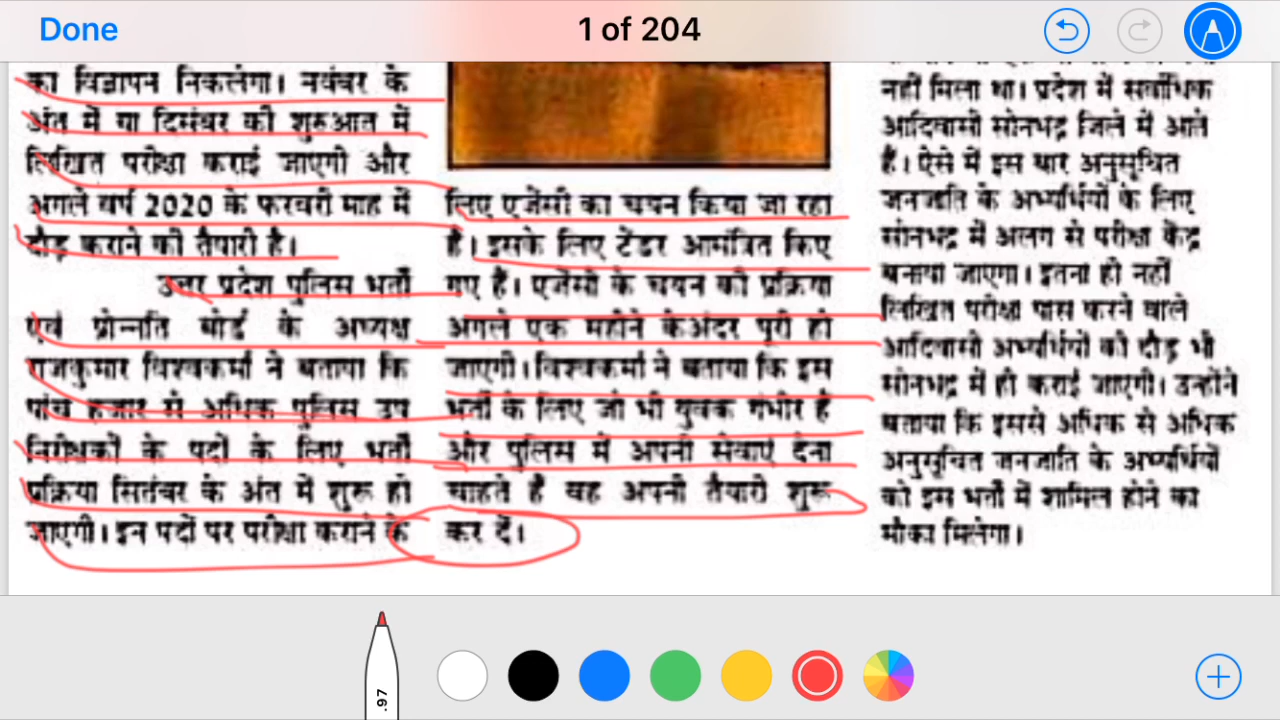 Done
1 of 204
का विज्ञापन निकलेगा। नवंबर के
अंत में या दिसंबर की शुरुआत में
लिखित परीक्षा कराई जाएगी और
अगले वर्ष 2020 के फरवरी माह में
दौड़ कराने की तैयारी है।
उत्तर प्रदेश पुलिस भर्ती
एवं प्रोन्नति बोर्ड के अध्यक्ष
राजकुमार विश्वकर्मा ने बताया कि
पांच हजार से अधिक पुलिस उप
निरीक्षकों के पदों के लिए भर्ती
प्रक्रिया सितंबर के अंत में शुरू हो
जाएगी। इन पदों पर परीक्षा कराने के
लिए एजेंसी का चयन किया जा रहा
है। इसके लिए टेंडर आमंत्रित किए
गए हैं। एजेंसी के चयन की प्रक्रिया
अगले एक महीने केअंदर पूरी हो
जाएगी। विश्वकर्मा ने बताया कि इस
भर्ती के लिए जो भी युवक गंभीर है
और पुलिस में अपनी सेवाएं देना
चाहते हैं वह अपनी तैयारी शुरू
कर दें।
नहीं मिला था। प्रदेश में सर्वाधिक
आदिवासी सोनभद्र जिले में आते
हैं। ऐसे में इस बार अनुसूचित
जनजाति के अभ्यर्थियों के लिए
सोनभद्र में अलग से परीक्षा केंद्र
बनाया जाएगा। इतना ही नहीं
लिखित परीक्षा पास करने वाले
आदिवासी अभ्यर्थियों की दौड़ भी
सोनभद्र में ही कराई जाएगी। उन्होंने
बताया कि इससे अधिक से अधिक
अनुसूचित जनजाति के अभ्यर्थियों
को इस भर्ती में शामिल होने का
मौका मिलेगा।
.97